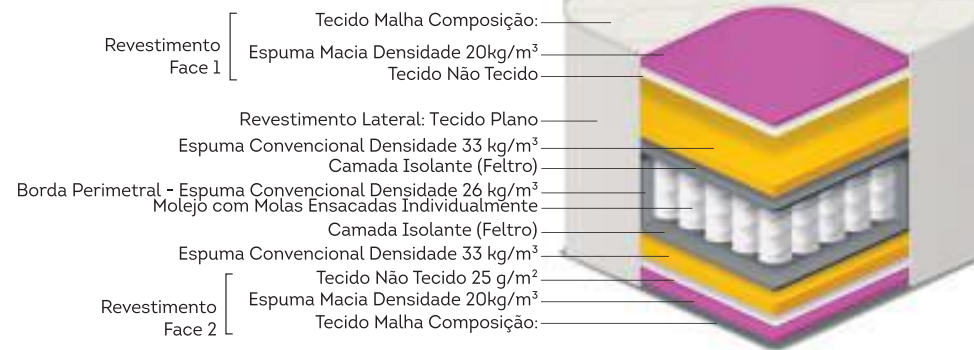 Tecido Malha Composição:
Revestimento
Face 1
Espuma Macia Densidade 20kg/m³
Tecido Não Tecido
Revestimento Lateral: Tecido Plano
Espuma Convencional Densidade 33 kg/m³
Camada Isolante (Feltro)
Borda Perimetral - Espuma Convencional Densidade 26 kg/m³
Molejo com Molas Ensacadas Individualmente
Camada Isolante (Feltro)
Espuma Convencional Densidade 33 kg/m³
Tecido Não Tecido 25 g/m²
Revestimento
Face 2
Espuma Macia Densidade 20kg/m³
Tecido Malha Composição: